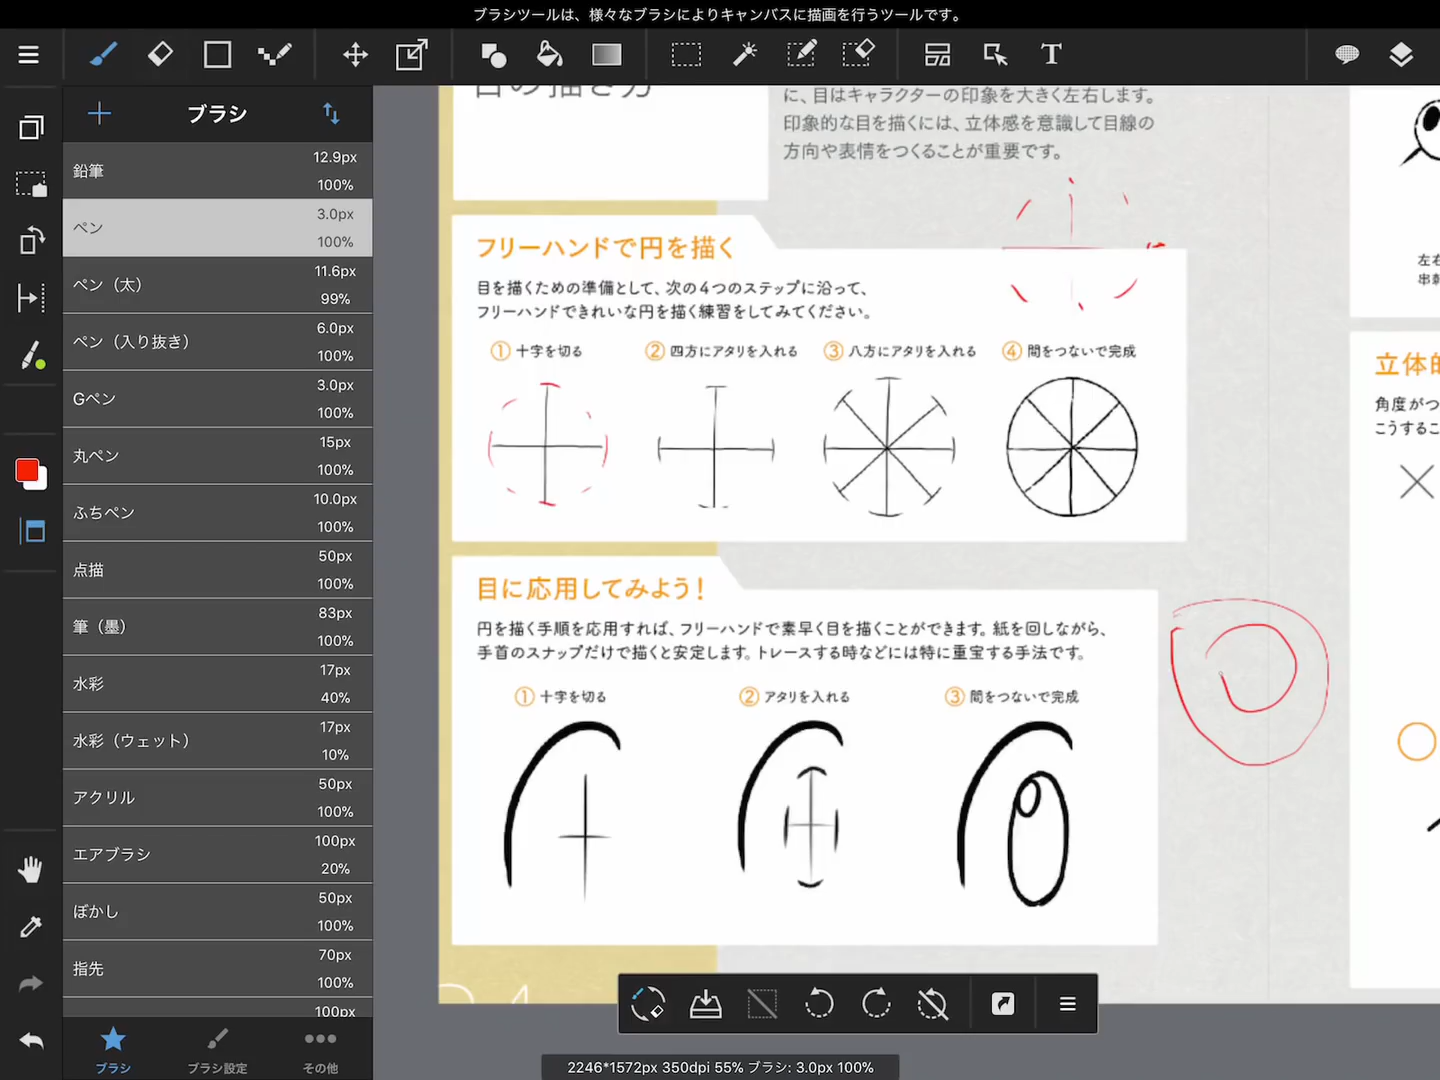 ブラシツールは、様々なブラシによりキャンバスに描画を行うツールです。
T
ブラシ
鉛筆
12.9px
100%
ペン
3.0px
100%
ペン（太）
11.6px
99%
ペン（入り抜き）
6.0px
100%
Gペン
3.0px
100%
丸ペン
15px
100%
ふちペン
10.0px
100%
点描
50px
100%
筆（墨）
83px
100%
水彩
17px
40%
水彩（ウェット）
17px
10%
アクリル
50px
100%
エアブラシ
100px
20%
ぼかし
50px
100%
指先
70px
100%
100px
ブラシ
ブラシ設定
その他
目の描き方
に、目はキャラクターの印象を大きく左右します。
印象的な目を描くには、立体感を意識して目線の
方向や表情をつくることが重要です。
フリーハンドで円を描く
目を描くための準備として、次の4つのステップに沿って、
フリーハンドできれいな円を描く練習をしてみてください。
① 十字を切る
② 四方にアタリを入れる
③ 八方にアタリを入れる
④ 間をつないで完成
目に応用してみよう！
円を描く手順を応用すれば、フリーハンドで素早く目を描くことができます。紙を回しながら、
手首のスナップだけで描くと安定します。トレースする時などには特に重宝する手法です。
① 十字を切る
② アタリを入れる
③ 間をつないで完成
左右
串刺
立体的
角度がつ
こうするこ
2246*1572px 350dpi 55% ブラシ: 3.0px 100%